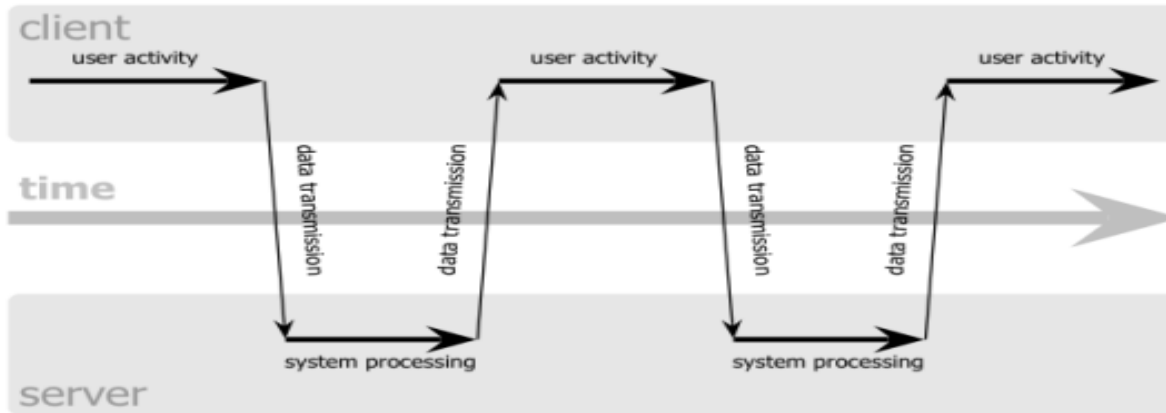 client
user activity
user activity
user activity
data transmission
data transmission
data transmission
data transmission
time
system processing
system processing
server